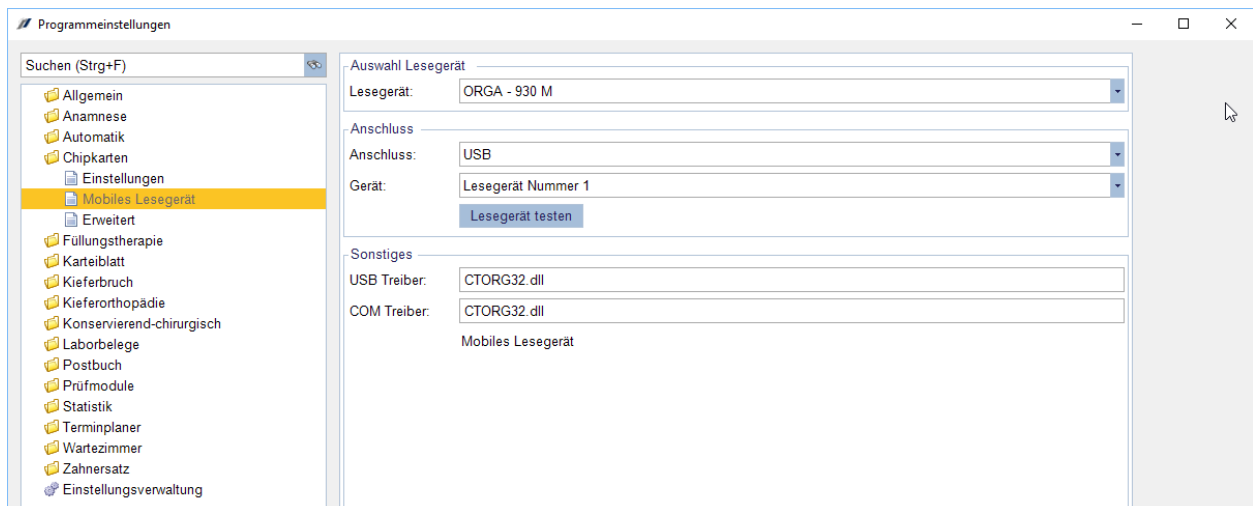 Programmeinstellungen
Suchen (Strg+F)
Allgemein
Anamnese
Automatik
Chipkarten
Einstellungen
Mobiles Lesegerät
Erweitert
Füllungstherapie
Karteiblatt
Kieferbruch
Kieferorthopädie
Konservierend-chirurgisch
Laborbelege
Postbuch
Prüfmodule
Statistik
Terminplaner
Wartezimmer
Zahnersatz
Einstellungsverwaltung
Auswahl Lesegerät
Lesegerät: ORGA - 930 M
Anschluss
Anschluss: USB
Gerät: Lesegerät Nummer 1
Lesegerät testen
Sonstiges
USB Treiber: CTORG32.dll
COM Treiber: CTORG32.dll
Mobiles Lesegerät